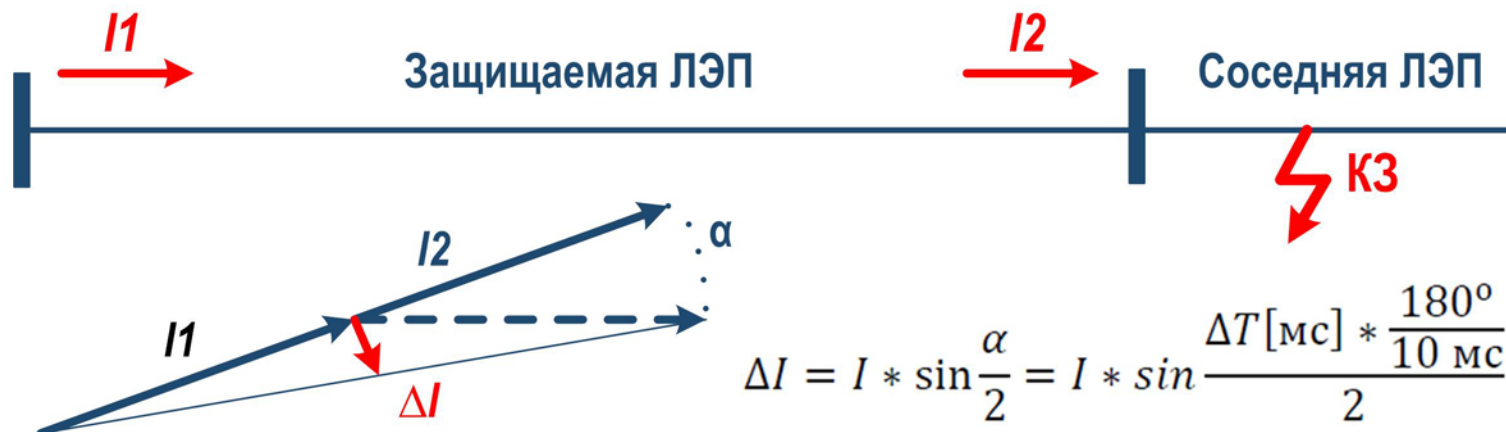 I1
I2
Защищаемая ЛЭП
Соседняя ЛЭП
КЗ
I2
α
I1
ΔI
ΔI = I * sin α/2 = I * sin (ΔT[мс] * 180º/10 мс)/2